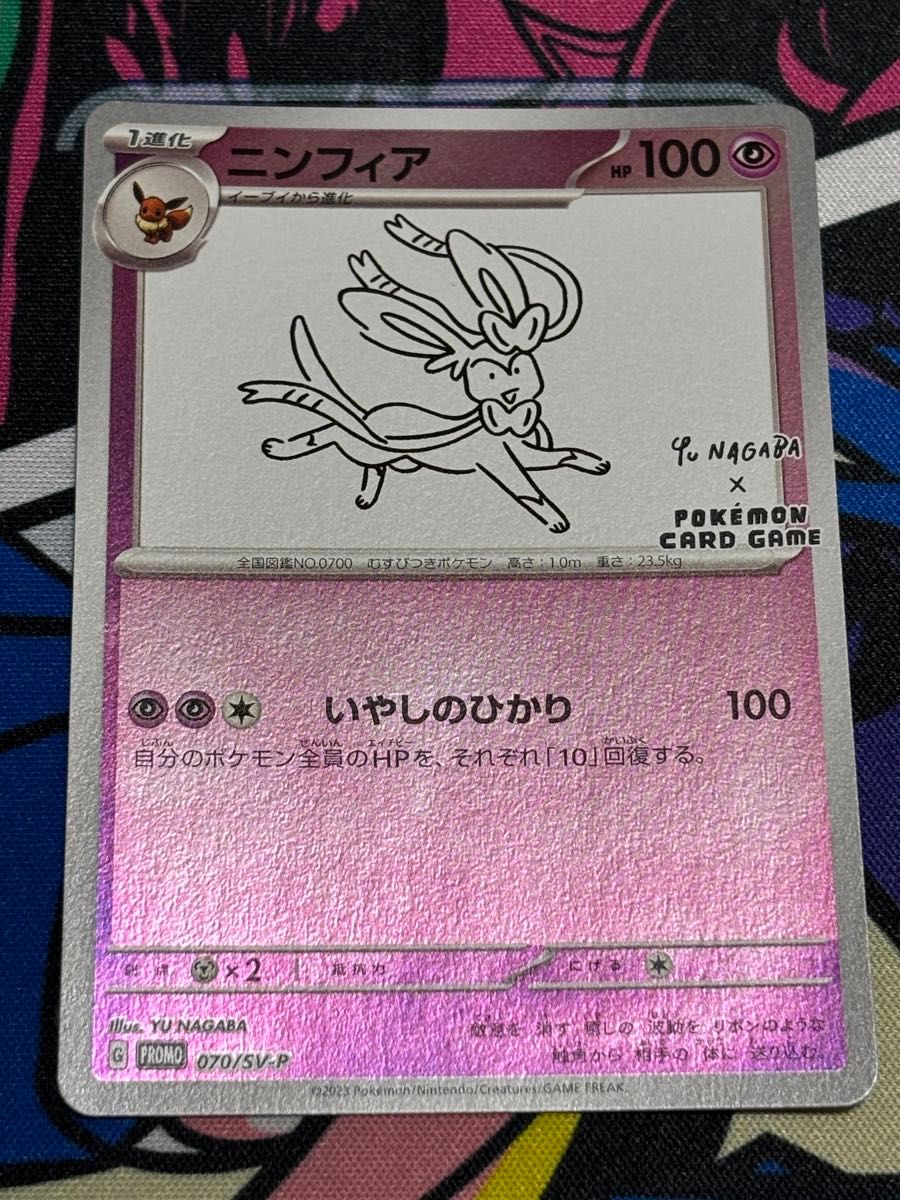 1進化
ニンフィア
HP 100
イーブイから進化
Yu NAGABA
×
POKÉMON
CARD GAME
全国図鑑NO.0700 むすびつきポケモン 高さ:1.0m 重さ:23.5kg
いやしのひかり 100
自分のポケモン全員のHPを、それぞれ「10」回復する。
弱点 ×2 抵抗力 にげる
Illus. YU NAGABA
敵意を 消す 癒しの 波動を リボンのような
触角から 相手の 体に 送り込む。
G PROMO 070/SV-P
©2023 Pokémon/Nintendo/Creatures/GAME FREAK.